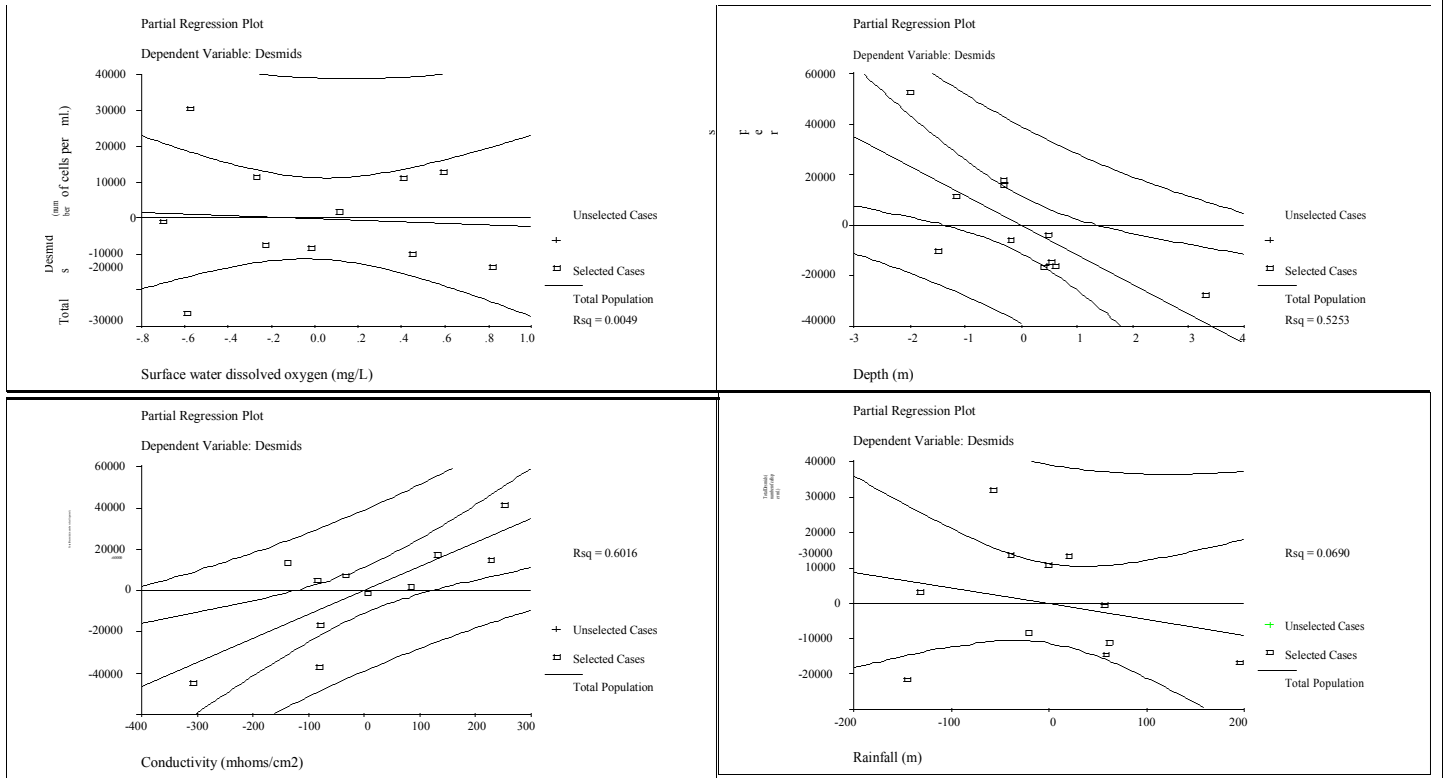 Partial Regression Plot
Dependent Variable: Desmids
40000
30000
20000
10000
0
-10000
-20000
-30000
-.8
-.6
-.4
-.2
0.0
.2
.4
.6
.8
1.0
Total Desmids (number of cells per ml.)
Surface water dissolved oxygen (mg/L)
Unselected Cases
Selected Cases
Total Population
Rsq = 0.0049
Partial Regression Plot
Dependent Variable: Desmids
s
F
e
r
60000
40000
20000
0
-20000
-40000
-3
-2
-1
0
1
2
3
4
Depth (m)
Unselected Cases
Selected Cases
Total Population
Rsq = 0.5253
Partial Regression Plot
Dependent Variable: Desmids
60000
40000
20000
0
-20000
-40000
-400
-300
-200
-100
0
100
200
300
Conductivity (mhoms/cm2)
Rsq = 0.6016
Unselected Cases
Selected Cases
Total Population
Partial Regression Plot
Dependent Variable: Desmids
40000
30000
20000
-30000
10000
0
-10000
-20000
-200
-100
0
100
200
Rainfall (m)
Rsq = 0.0690
Unselected Cases
Selected Cases
Total Population